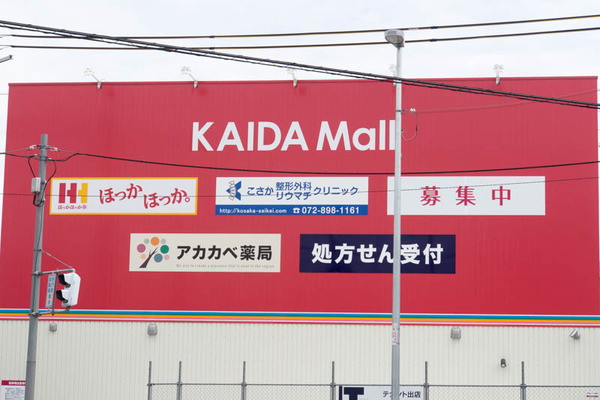 KAIDA Mall
ほっかほっか亭
ほっか
ほっか。
こさか
整形外科
リウマチ
クリニック
http://kosaka-seikei.com ☎072-898-1161
募集中
アカカベ薬局
処方せん受付
テナント出店